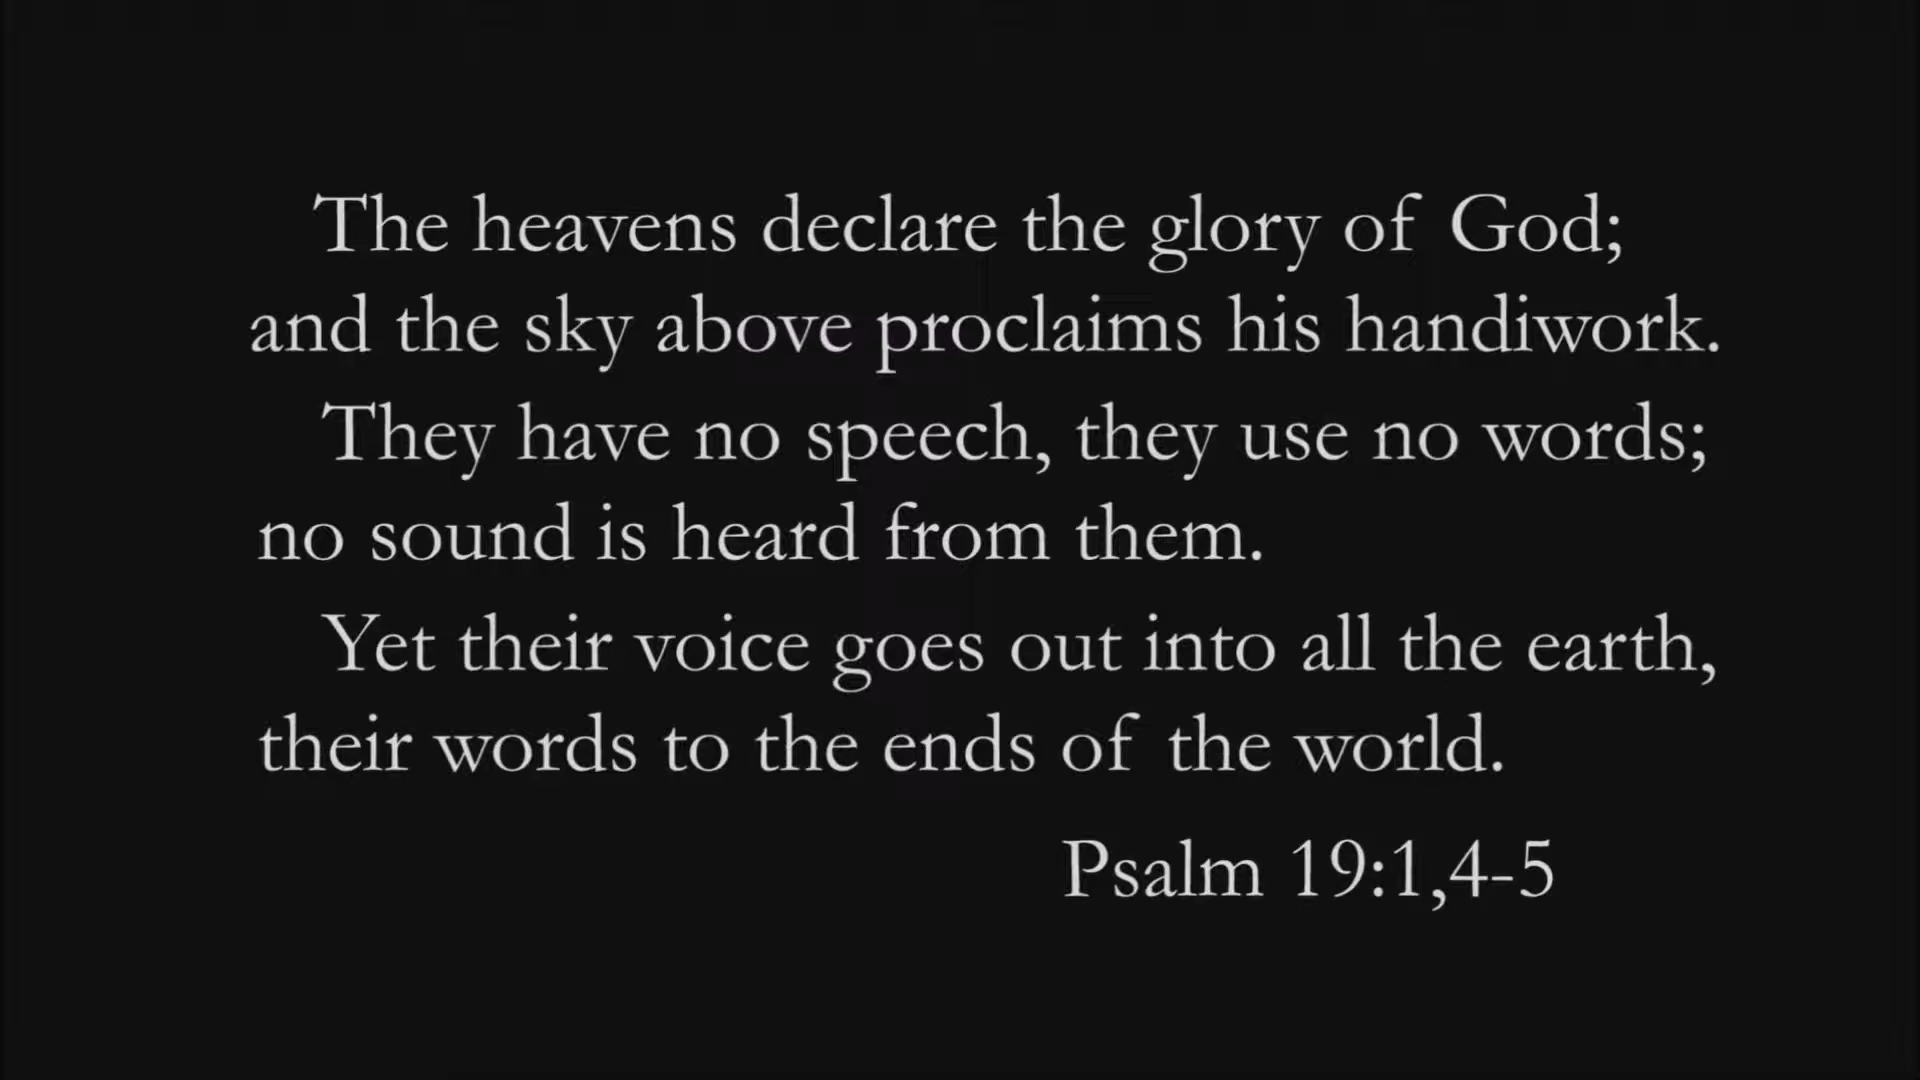 The heavens declare the glory of God;
and the sky above proclaims his handiwork.
They have no speech, they use no words;
no sound is heard from them.
Yet their voice goes out into all the earth,
their words to the ends of the world.
Psalm 19:1,4-5